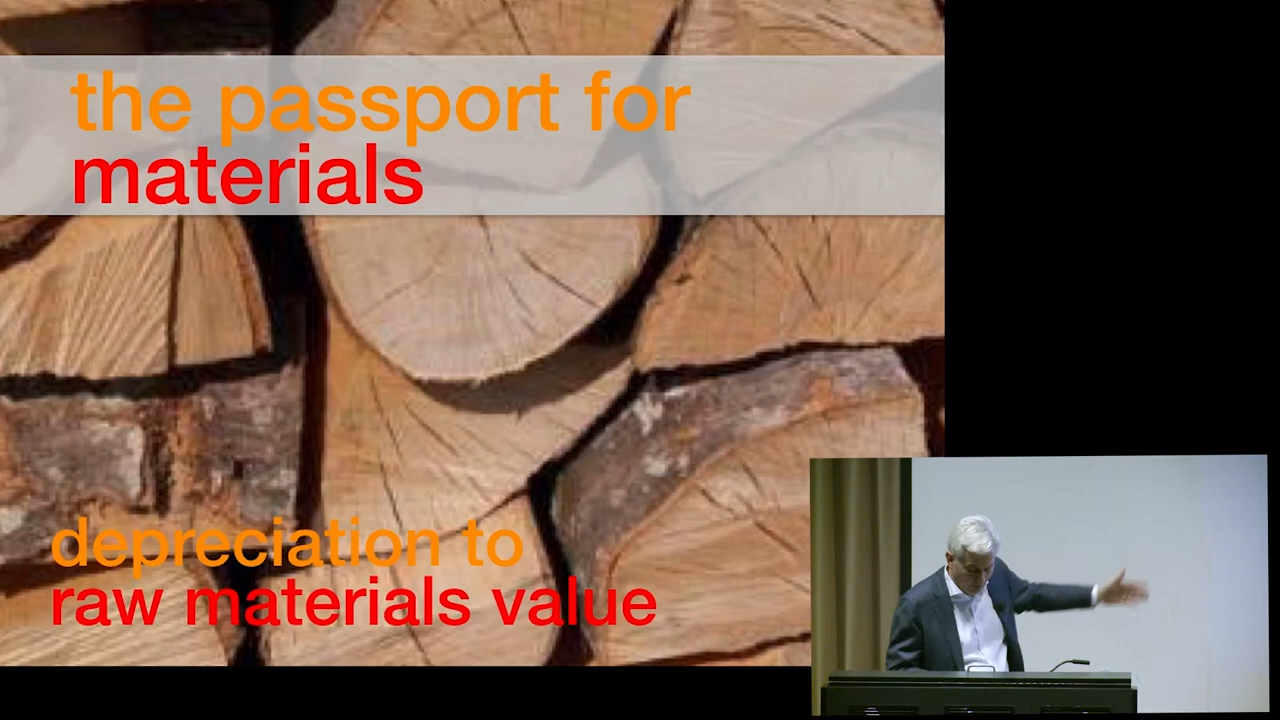 the passport for
materials
depreciation to
raw materials value